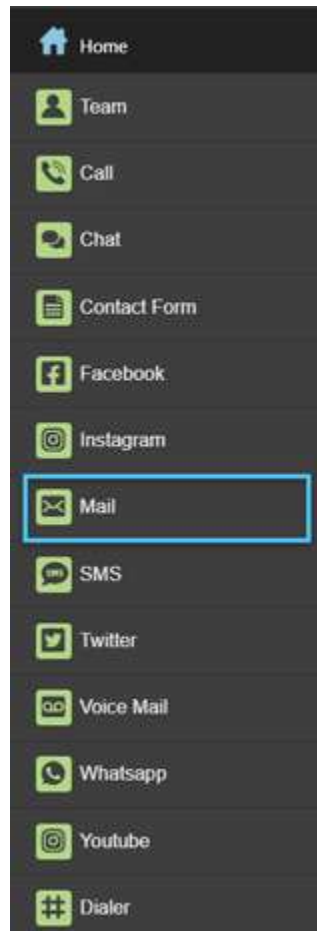 Home
Team
Call
Chat
Contact Form
Facebook
Instagram
Mail
SMS
Twitter
Voice Mail
Whatsapp
Youtube
Dialer